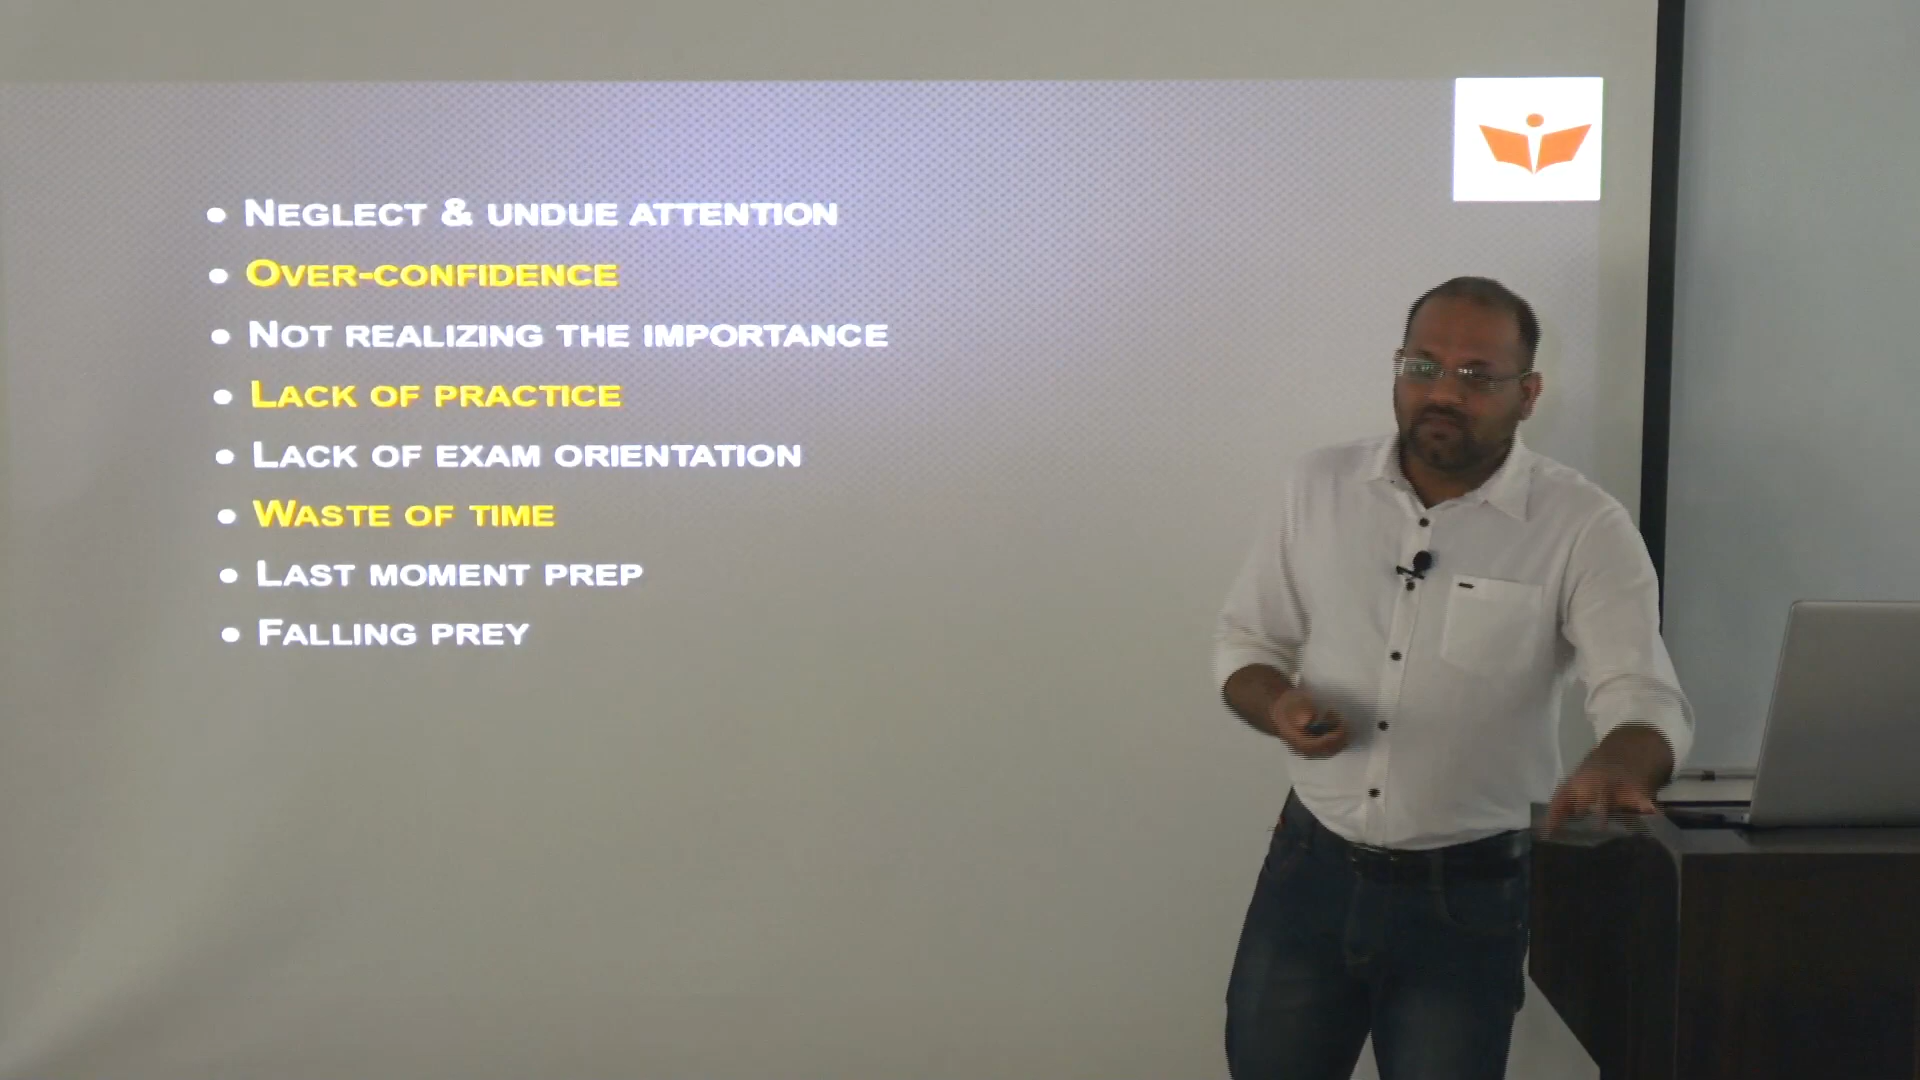 • NEGLECT & UNDUE ATTENTION
• OVER-CONFIDENCE
• NOT REALIZING THE IMPORTANCE
• LACK OF PRACTICE
• LACK OF EXAM ORIENTATION
• WASTE OF TIME
• LAST MOMENT PREP
• FALLING PREY